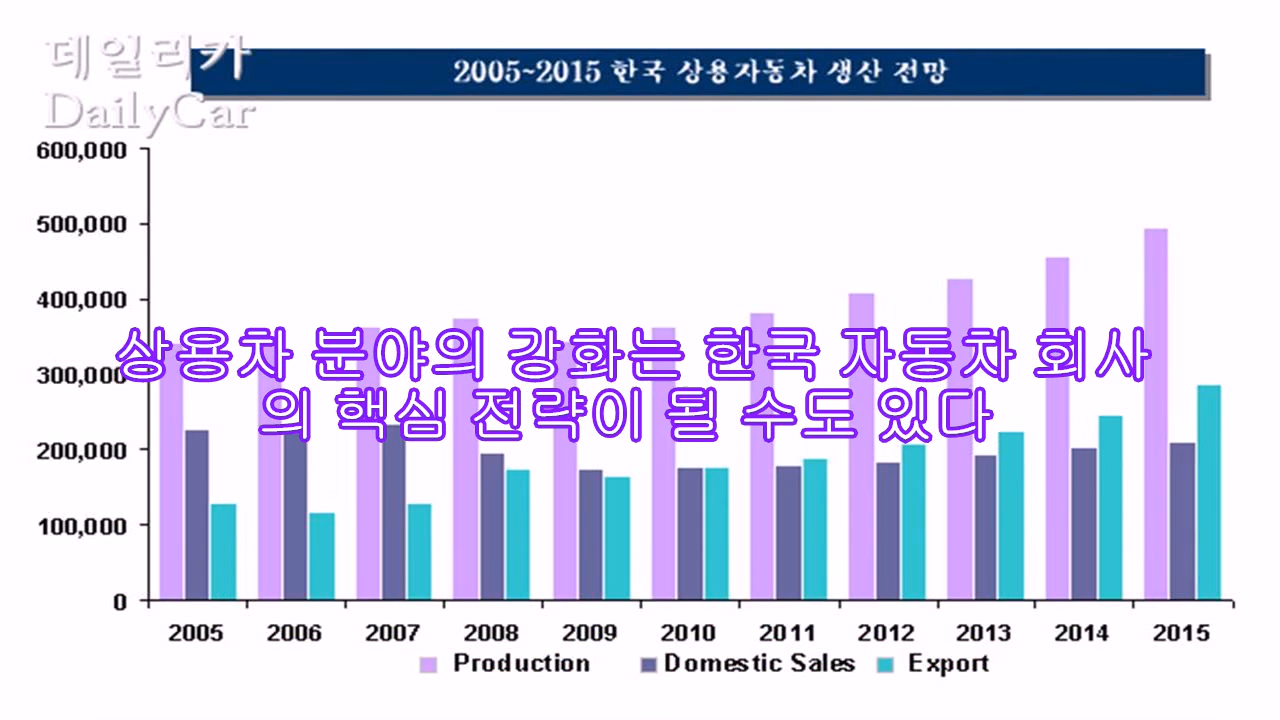 데일리카
DailyCar
2005~2015 한국 상용자동차 생산 전망
600,000
500,000
400,000
300,000
200,000
100,000
0
상용차 분야의 강화는 한국 자동차 회사
의 핵심 전략이 될 수도 있다
2005 2006 2007 2008 2009 2010 2011 2012 2013 2014 2015
Production Domestic Sales Export